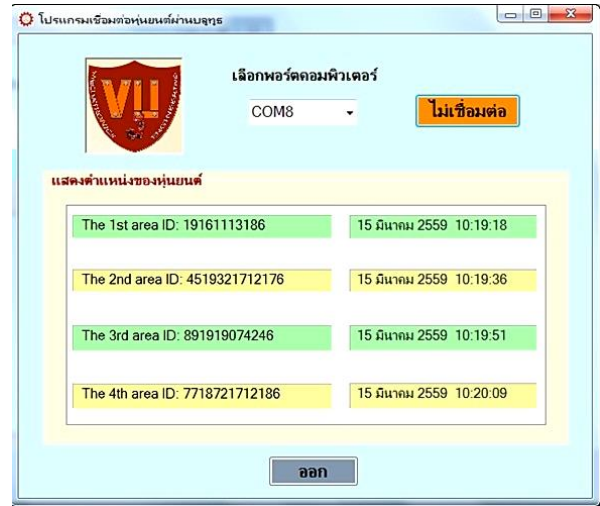 โปรแกรมเชื่อมต่อหุ่นยนต์ผ่านบลูทูธ
VU
MECHATRONICS ENGINEERING
เลือกพอร์ตคอมพิวเตอร์
COM8
ไม่เชื่อมต่อ
แสดงตำแหน่งของหุ่นยนต์
The 1st area ID: 19161113186 15 มีนาคม 2559 10:19:18
The 2nd area ID: 4519321712176 15 มีนาคม 2559 10:19:36
The 3rd area ID: 891919074246 15 มีนาคม 2559 10:19:51
The 4th area ID: 7718721712186 15 มีนาคม 2559 10:20:09
ออก